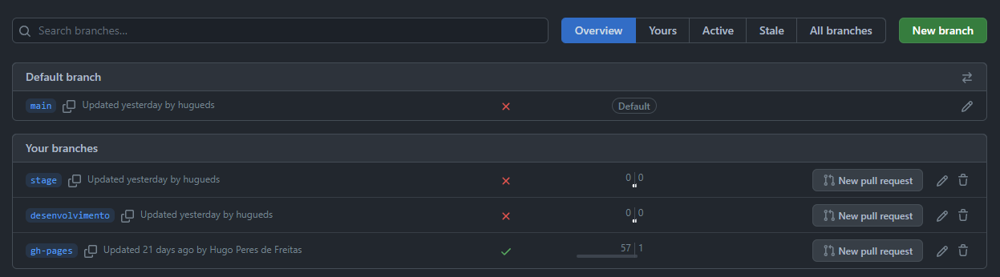 Search branches... Overview Yours Active Stale All branches New branch
Default branch
main Updated yesterday by hugueds Default
Your branches
stage Updated yesterday by hugueds 0 0 New pull request
desenvolvimento Updated yesterday by hugueds 0 0 New pull request
gh-pages Updated 21 days ago by Hugo Peres de Freitas 57 1 New pull request